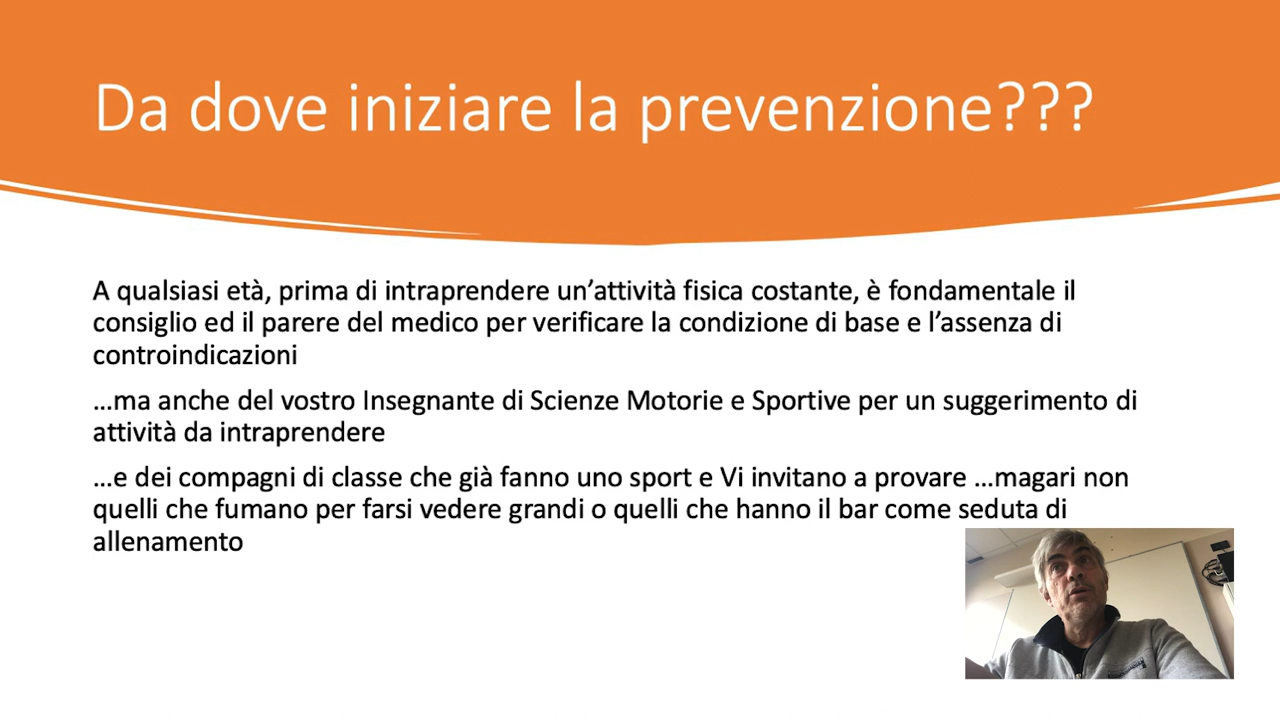 Da dove iniziare la prevenzione???
A qualsiasi età, prima di intraprendere un’attività fisica costante, è fondamentale il
consiglio ed il parere del medico per verificare la condizione di base e l’assenza di
controindicazioni
…ma anche del vostro Insegnante di Scienze Motorie e Sportive per un suggerimento di
attività da intraprendere
…e dei compagni di classe che già fanno uno sport e Vi invitano a provare …magari non
quelli che fumano per farsi vedere grandi o quelli che hanno il bar come seduta di
allenamento